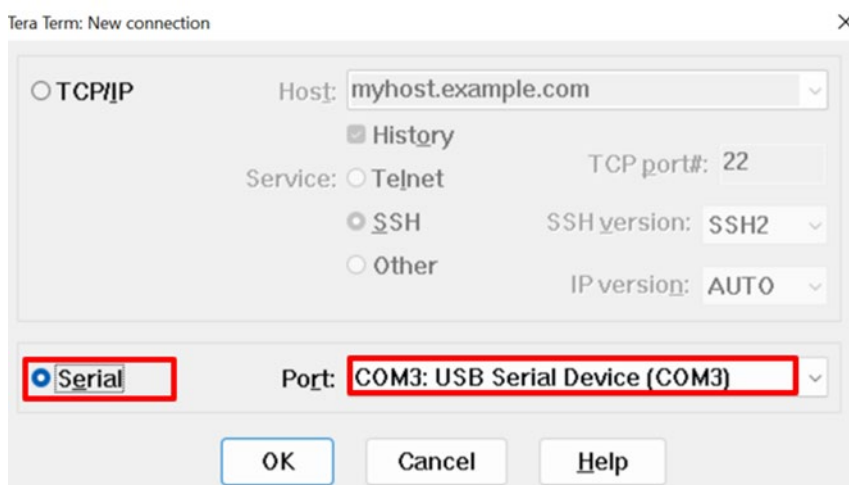 Tera Term: New connection
TCP/IP
Host: myhost.example.com
History
Service: Telnet
TCP port#: 22
SSH
SSH version: SSH2
Other
IP version: AUTO
Serial
Port: COM3: USB Serial Device (COM3)
OK
Cancel
Help